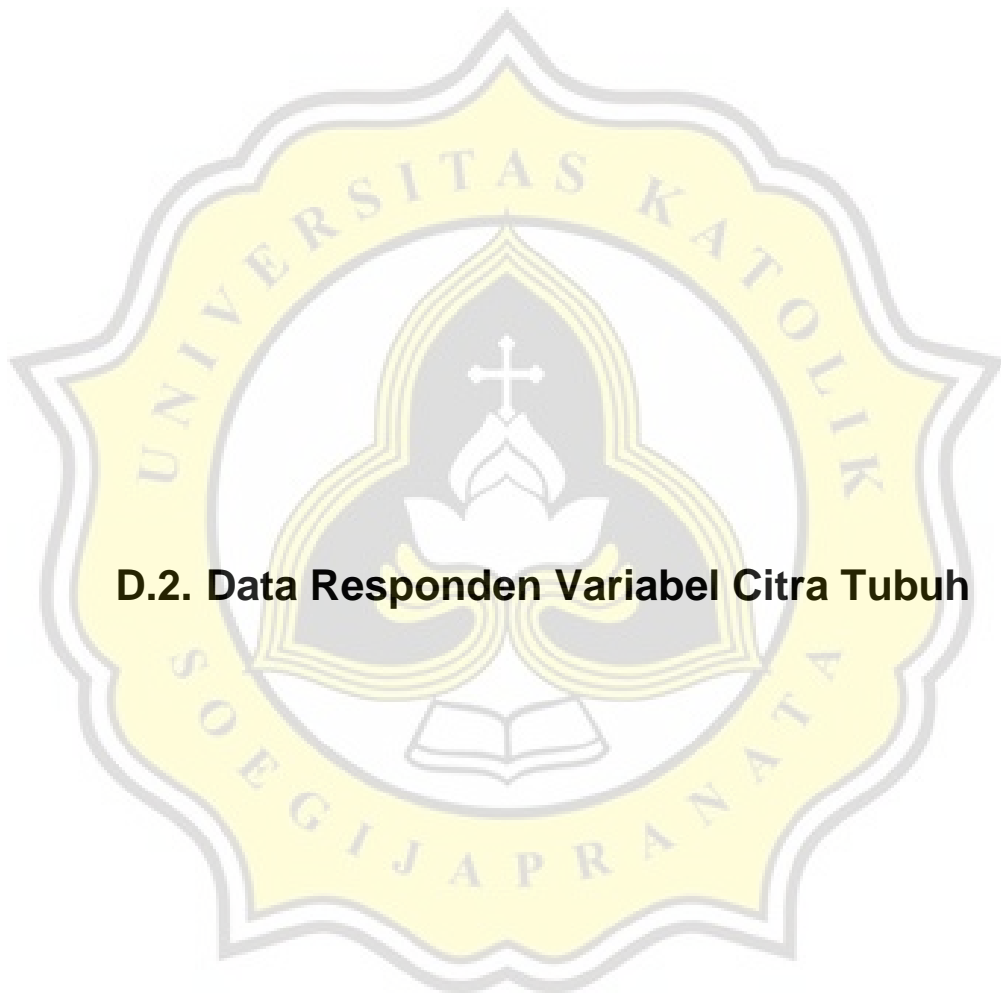 UNIVERSITAS KATOLIK
D.2. Data Responden Variabel Citra Tubuh
SOEGIJAPRANATA